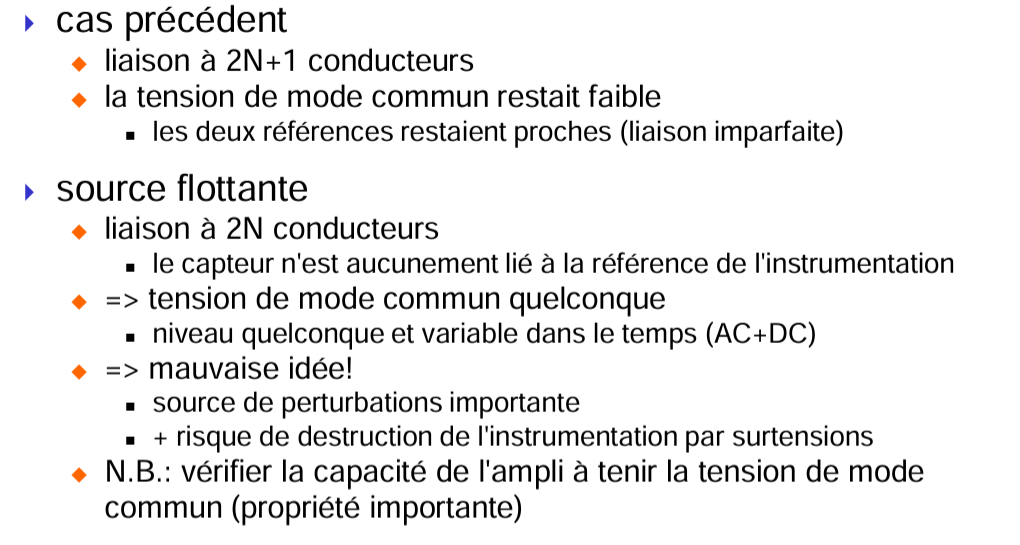 cas précédent
liaison à 2N+1 conducteurs
la tension de mode commun restait faible
les deux références restaient proches (liaison imparfaite)
source flottante
liaison à 2N conducteurs
le capteur n'est aucunement lié à la référence de l'instrumentation
=> tension de mode commun quelconque
niveau quelconque et variable dans le temps (AC+DC)
=> mauvaise idée!
source de perturbations importante
+ risque de destruction de l'instrumentation par surtensions
N.B.: vérifier la capacité de l'ampli à tenir la tension de mode
commun (propriété importante)